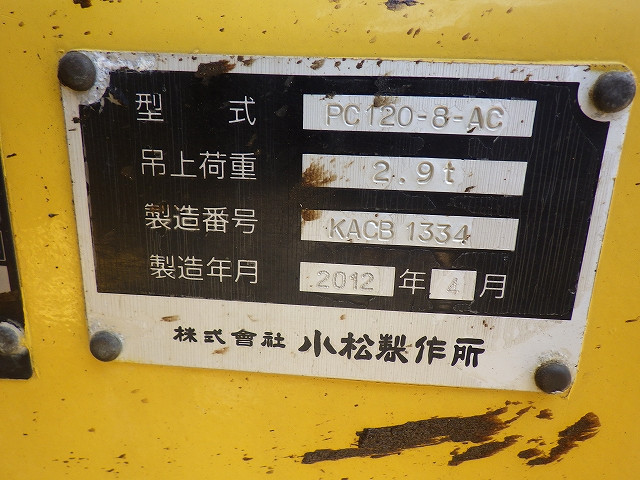 型 式 PC120-8-AC
吊上荷重 2.9t
製造番号 KACB 1334
製造年月 2012 年 4 月
株式會社 小松製作所